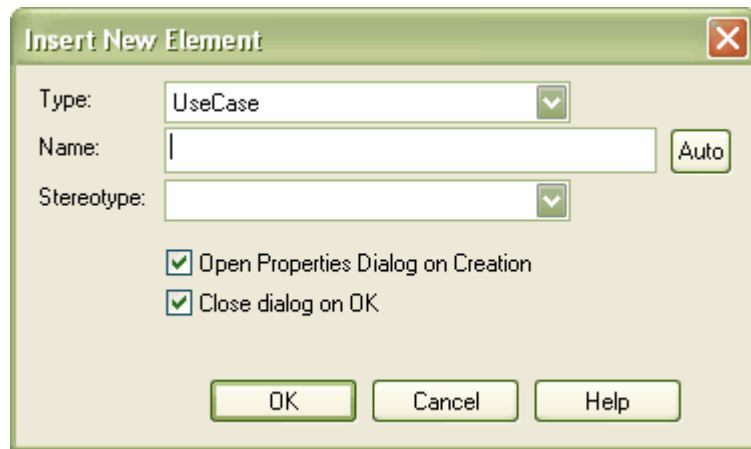 Insert New Element
Type: UseCase
Name: Auto
Stereotype:
Open Properties Dialog on Creation
Close dialog on OK
OK Cancel Help